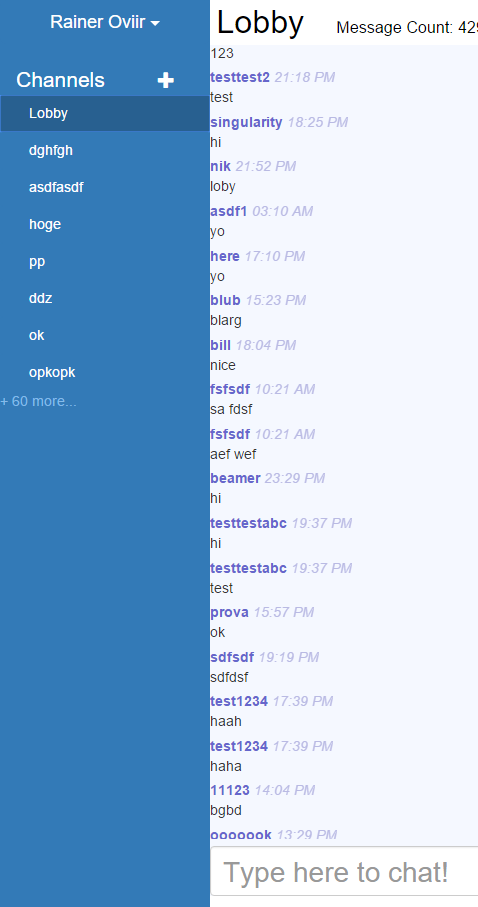 Rainer Oviir
Channels
Lobby
dghfgh
asdfasdf
hoge
pp
ddz
ok
opkopk
+ 60 more...
Lobby Message Count: 429
123
testtest2 21:18 PM
test
singularity 18:25 PM
hi
nik 21:52 PM
loby
asdf1 03:10 AM
yo
here 17:10 PM
yo
blub 15:23 PM
blarg
bill 18:04 PM
nice
fsfsdf 10:21 AM
sa fdsf
fsfsdf 10:21 AM
aef wef
beamer 23:29 PM
hi
testtestabc 19:37 PM
hi
testtestabc 19:37 PM
test
prova 15:57 PM
ok
sdfsdf 19:19 PM
sdfdsf
test1234 17:39 PM
haah
test1234 17:39 PM
haha
11123 14:04 PM
bgbd
ooooook 13:29 PM
Type here to chat!